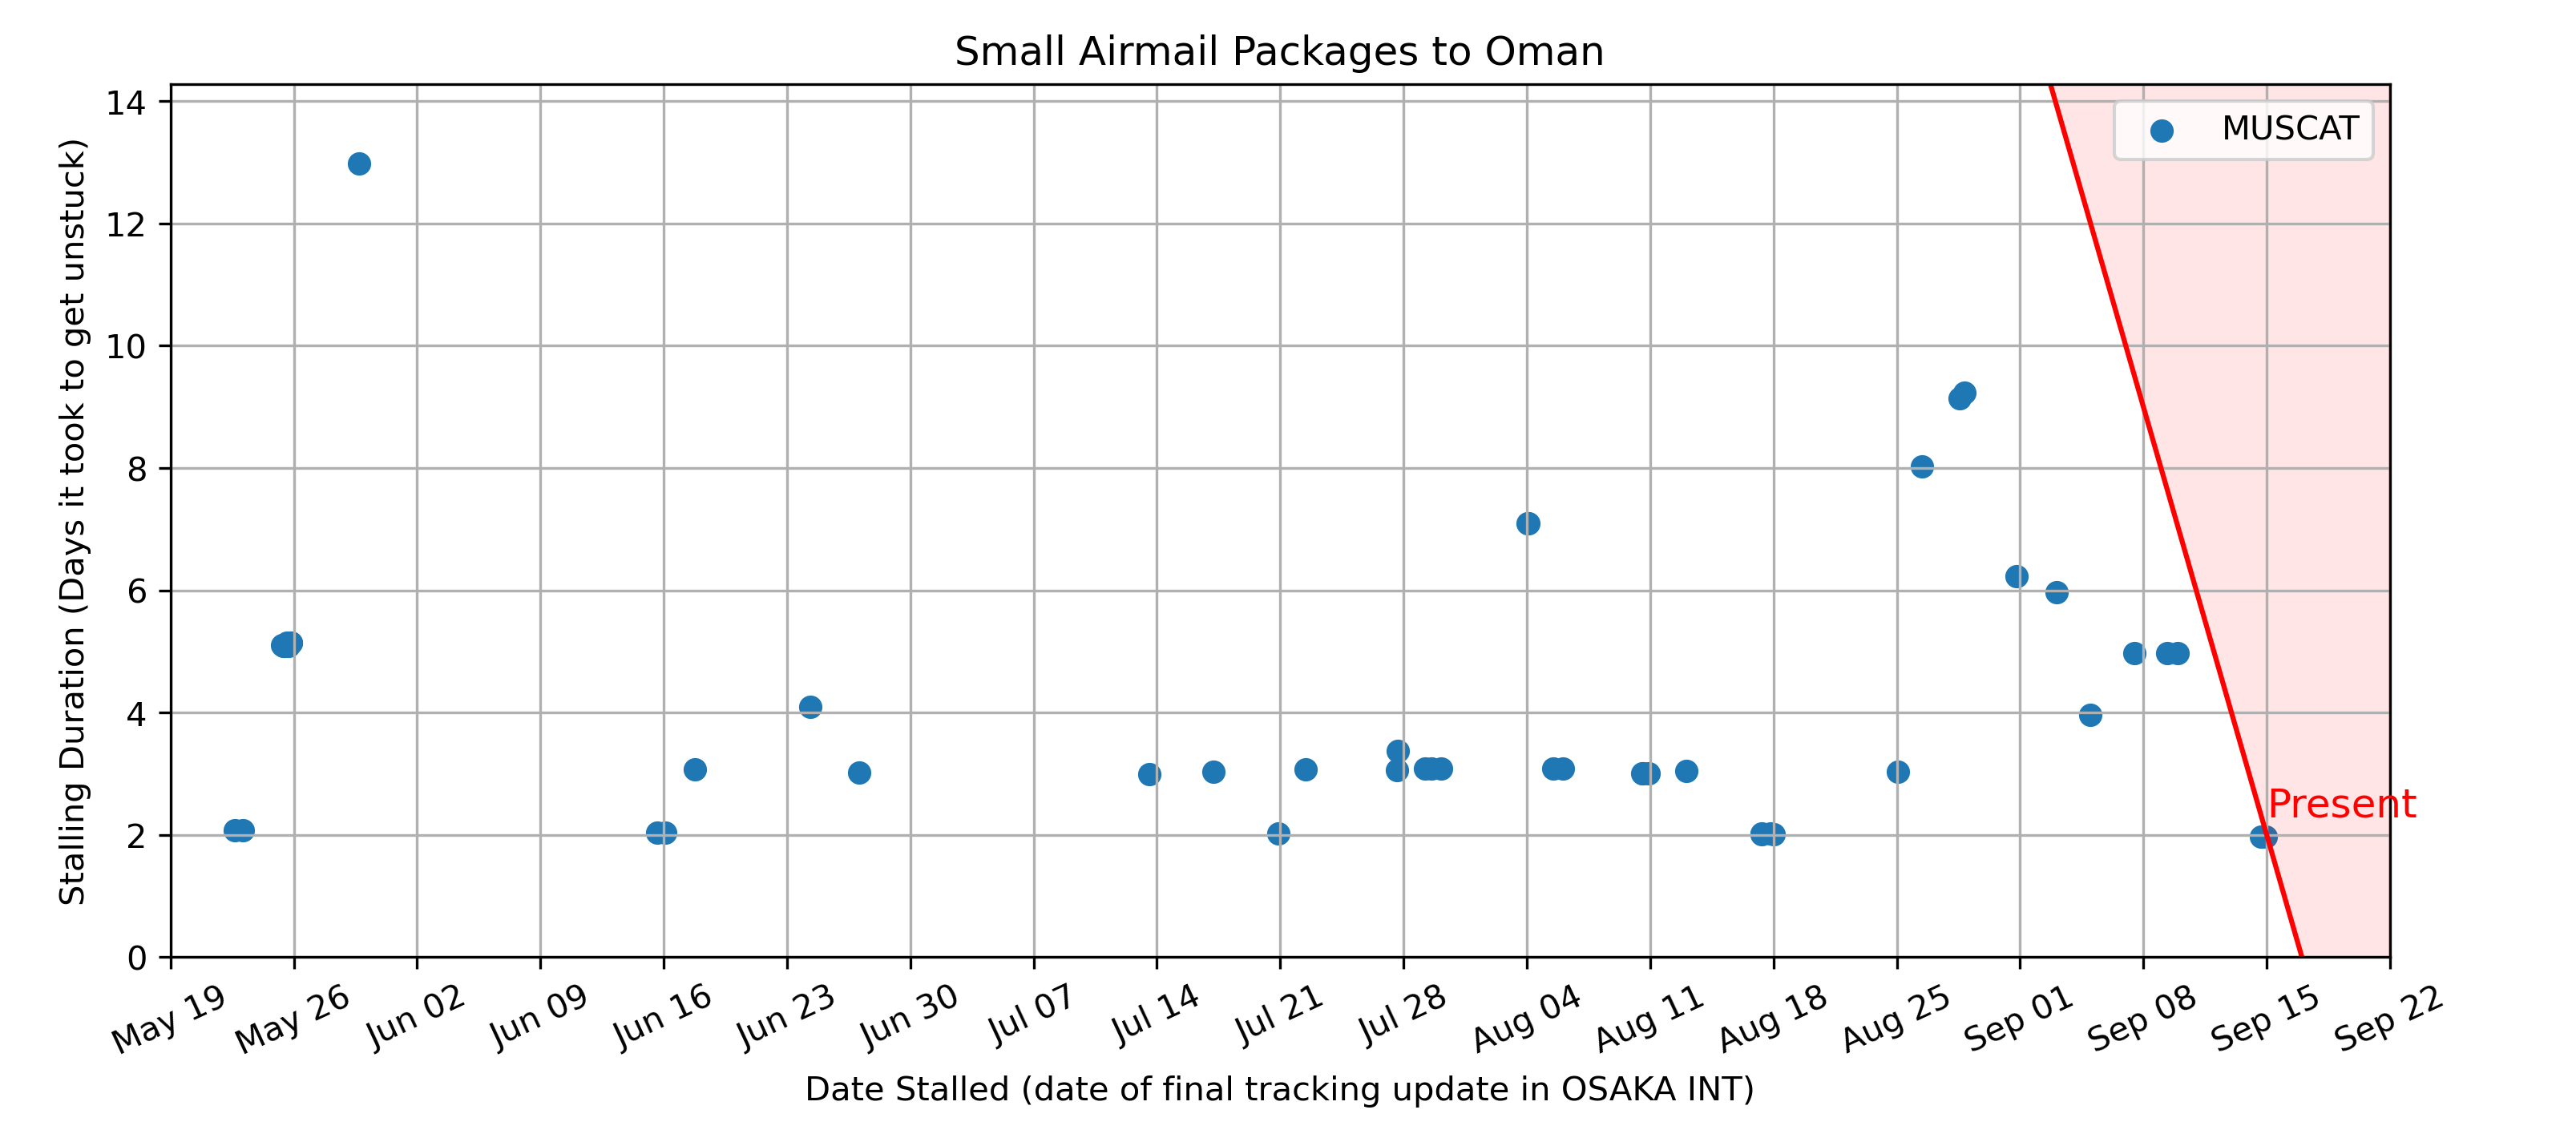 Small Airmail Packages to Oman
Stalling Duration (Days it took to get unstuck)
14
12
10
8
6
4
2
0
MUSCAT
Present
May 19
May 26
Jun 02
Jun 09
Jun 16
Jun 23
Jun 30
Jul 07
Jul 14
Jul 21
Jul 28
Aug 04
Aug 11
Aug 18
Aug 25
Sep 01
Sep 08
Sep 15
Sep 22
Date Stalled (date of final tracking update in OSAKA INT)